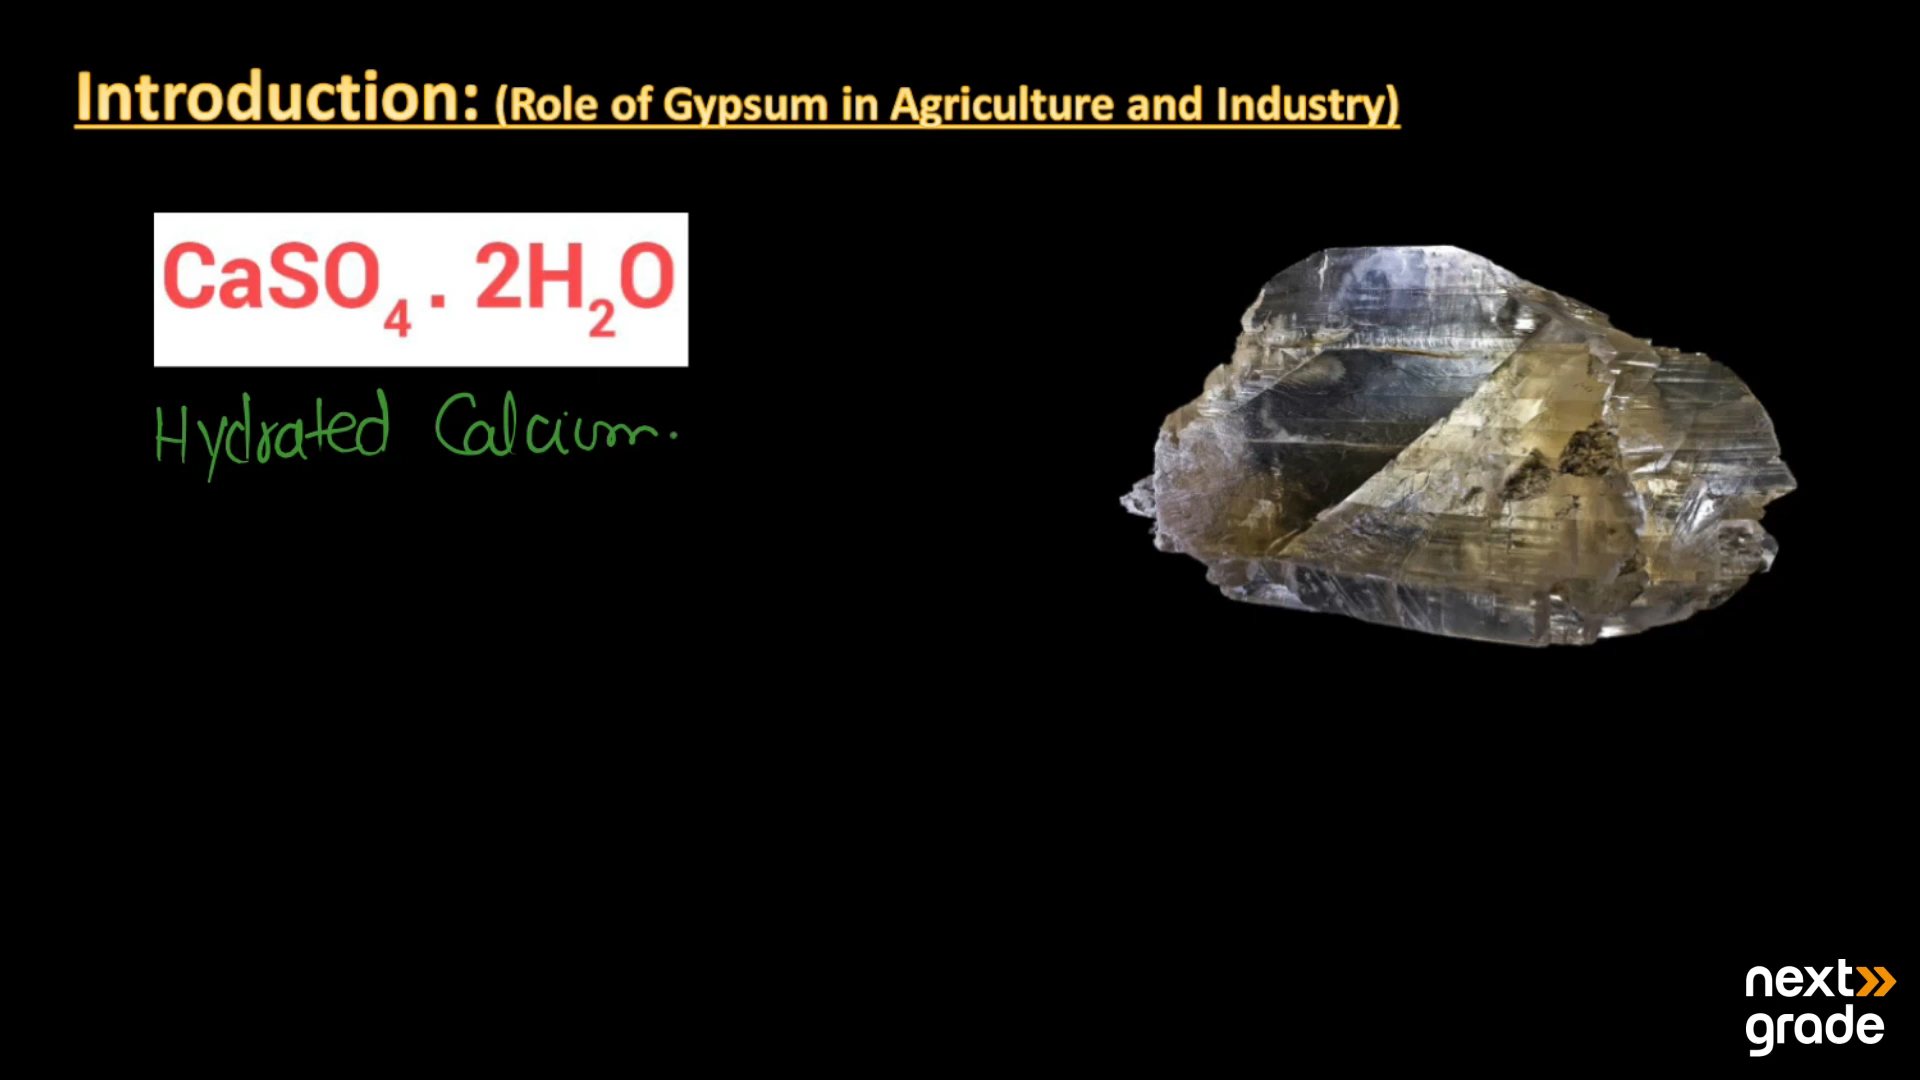 Introduction: (Role of Gypsum in Agriculture and Industry)
CaSO₄ . 2H₂O
Hydrated Calcium.
next
grade